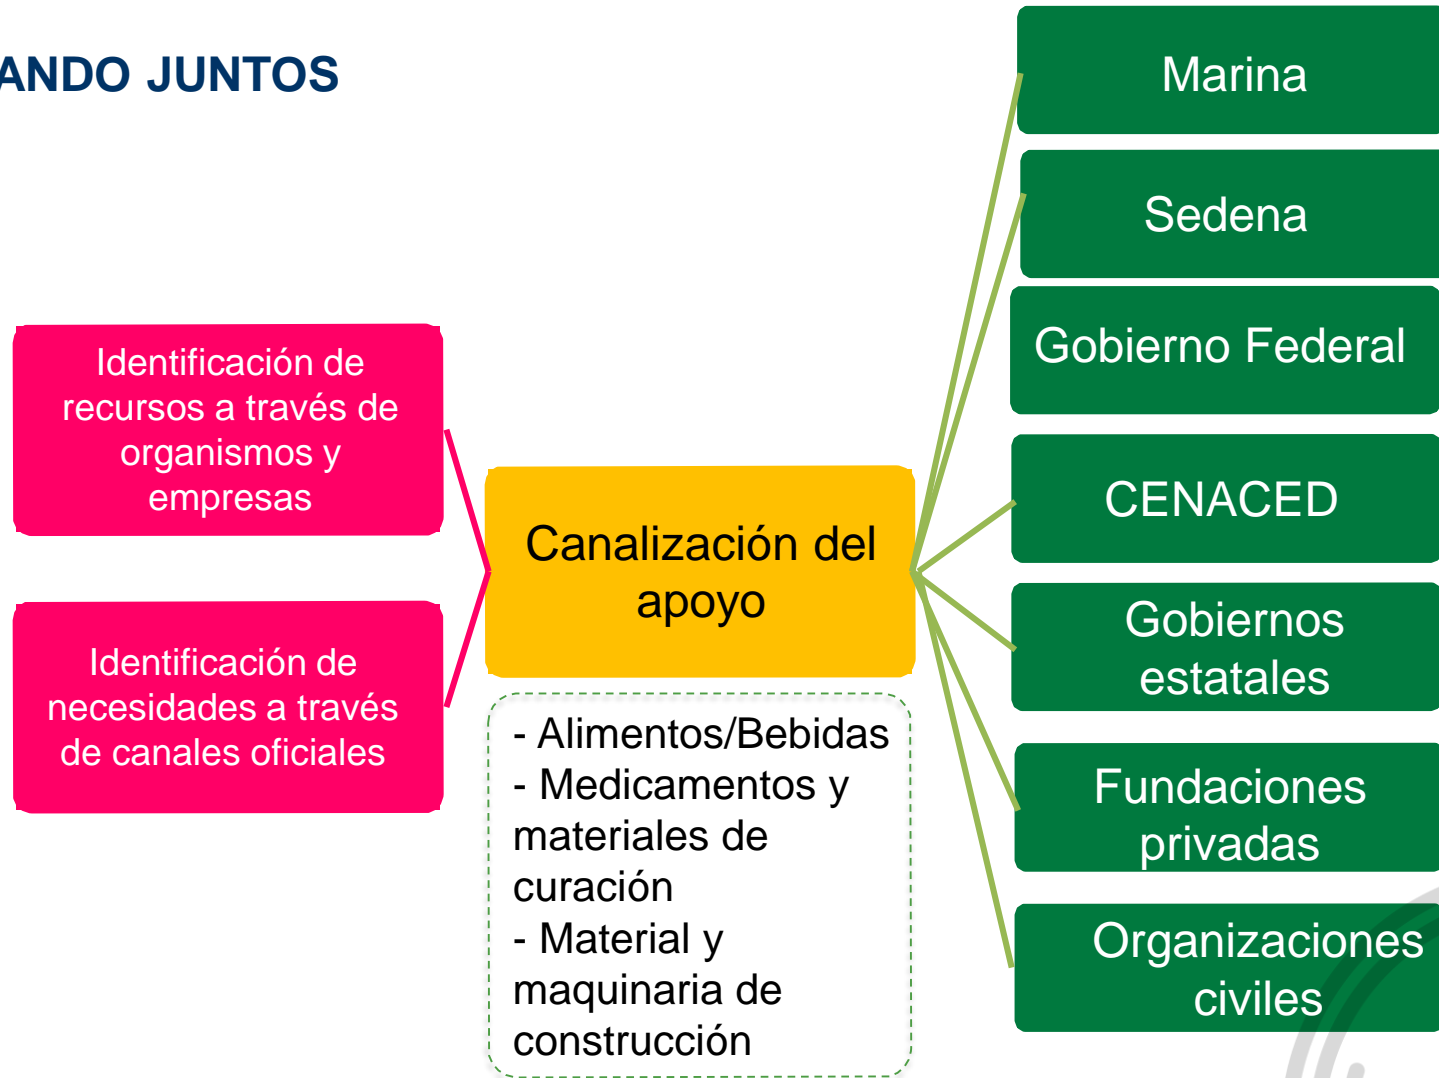 ANDO JUNTOS
Identificación de
recursos a través de
organismos y
empresas
Identificación de
necesidades a través
de canales oficiales
Canalización del
apoyo
- Alimentos/Bebidas
- Medicamentos y
materiales de
curación
- Material y
maquinaria de
construcción
Marina
Sedena
Gobierno Federal
CENACED
Gobiernos
estatales
Fundaciones
privadas
Organizaciones
civiles